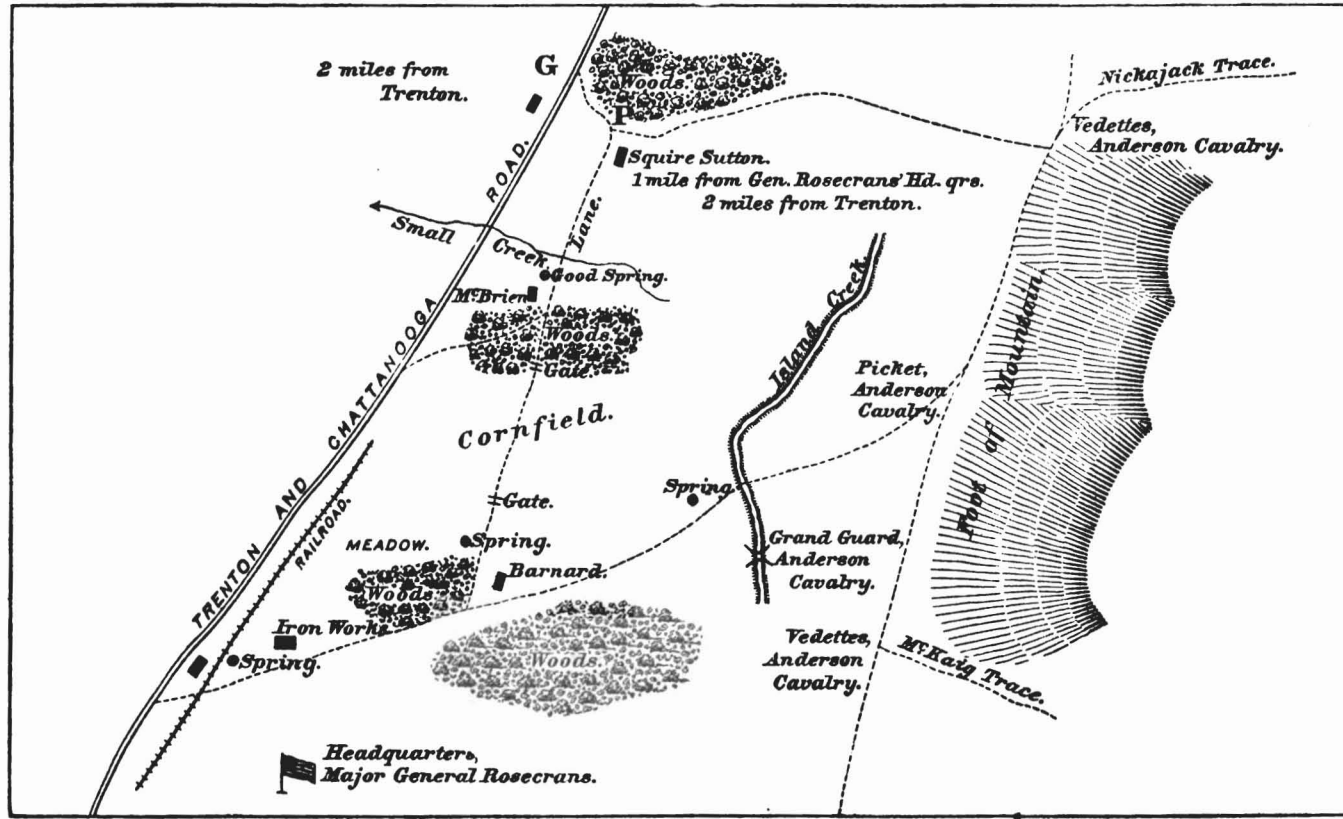 2 miles from
Trenton.
G
Woods.
P
Nickajack Trace.
Vedettes,
Anderson Cavalry.
Squire Sutton.
1 mile from Gen. Rosecrans' Hd. qrs.
2 miles from Trenton.
Lane.
Small Creek.
Good Spring.
McBrien
Woods.
Gate.
Island Creek.
Picket,
Anderson
Cavalry.
Foot of Mountain.
Cornfield.
TRENTON AND CHATTANOOGA ROAD.
RAILROAD.
Gate.
Spring.
MEADOW.
Spring.
Barnard.
Woods
Grand Guard,
Anderson
Cavalry.
Iron Works
Spring.
Woods.
Vedettes,
Anderson
Cavalry.
McKaig Trace.
Headquarters,
Major General Rosecrans.